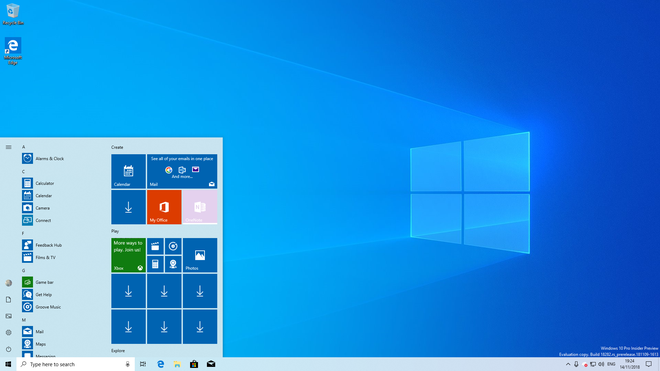 Recycle Bin
Microsoft
Edge
A
Alarms & Clock
C
Calculator
Calendar
Camera
Connect
F
Feedback Hub
Films & TV
G
Game bar
Get Help
Groove Music
M
Mail
Maps
Messaging
Create
Calendar
See all of your emails in one place
And more...
Mail
My Office
OneNote
Play
More ways to
play. Join us!
Xbox
Photos
Explore
Type here to search
Windows 10 Pro Insider Preview
Evaluation copy. Build 18282.rs_prerelease.181109-1613
ENG
19:24
14/11/2018